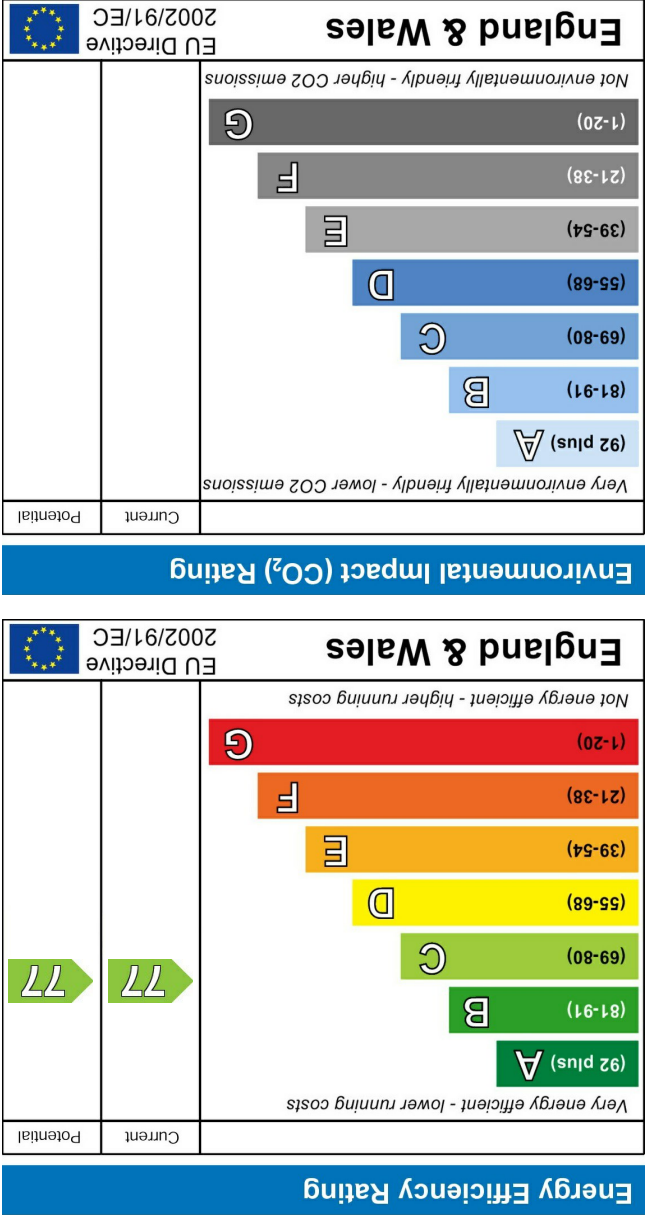 Energy Efficiency Rating
Current Potential
Very energy efficient - lower running costs
(92 plus) A
(81-91) B
(69-80) C
77 77
(55-68) D
(39-54) E
(21-38) F
(1-20) G
Not energy efficient - higher running costs
England & Wales
EU Directive
2002/91/EC
Environmental Impact (CO₂) Rating
Current Potential
Very environmentally friendly - lower CO2 emissions
(92 plus) A
(81-91) B
(69-80) C
(55-68) D
(39-54) E
(21-38) F
(1-20) G
Not environmentally friendly - higher CO2 emissions
England & Wales
EU Directive
2002/91/EC